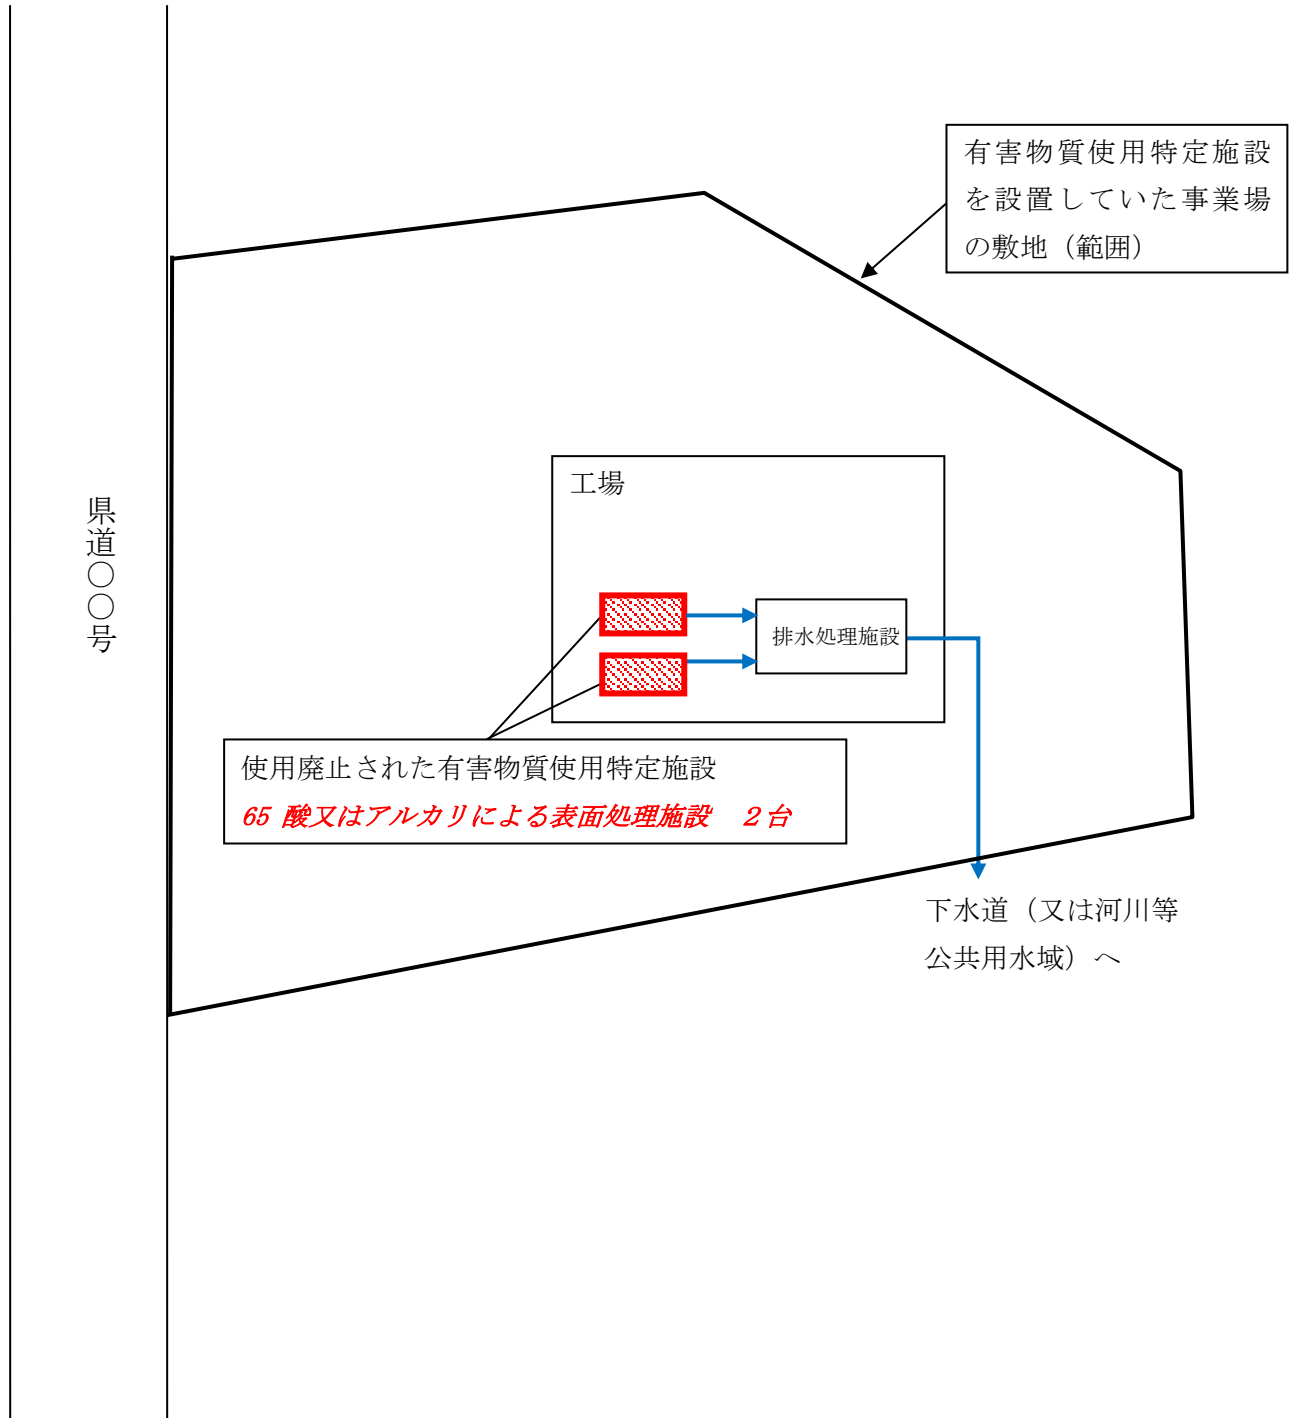 有害物質使用特定施設
を設置していた事業場
の敷地（範囲）
工場
県道〇〇号
排水処理施設
使用廃止された有害物質使用特定施設
65 酸又はアルカリによる表面処理施設　２台
下水道（又は河川等
公共用水域）へ